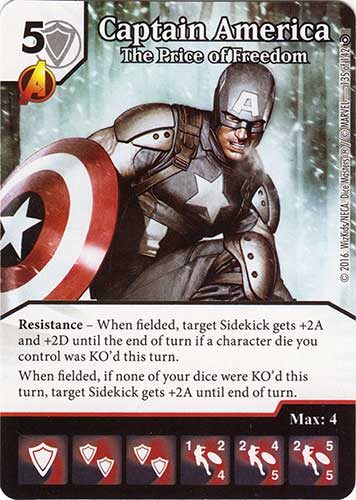 5
Captain America
The Price of Freedom
A
© 2016. WizKids/NECA. Dice Masters. // © MARVEL — 135 of 142
Resistance – When fielded, target Sidekick gets +2A
and +2D until the end of turn if a character die you
control was KO'd this turn.
When fielded, if none of your dice were KO'd this
turn, target Sidekick gets +2A until end of turn.
Max: 4
1 2 4
2 4 5
2 5 5